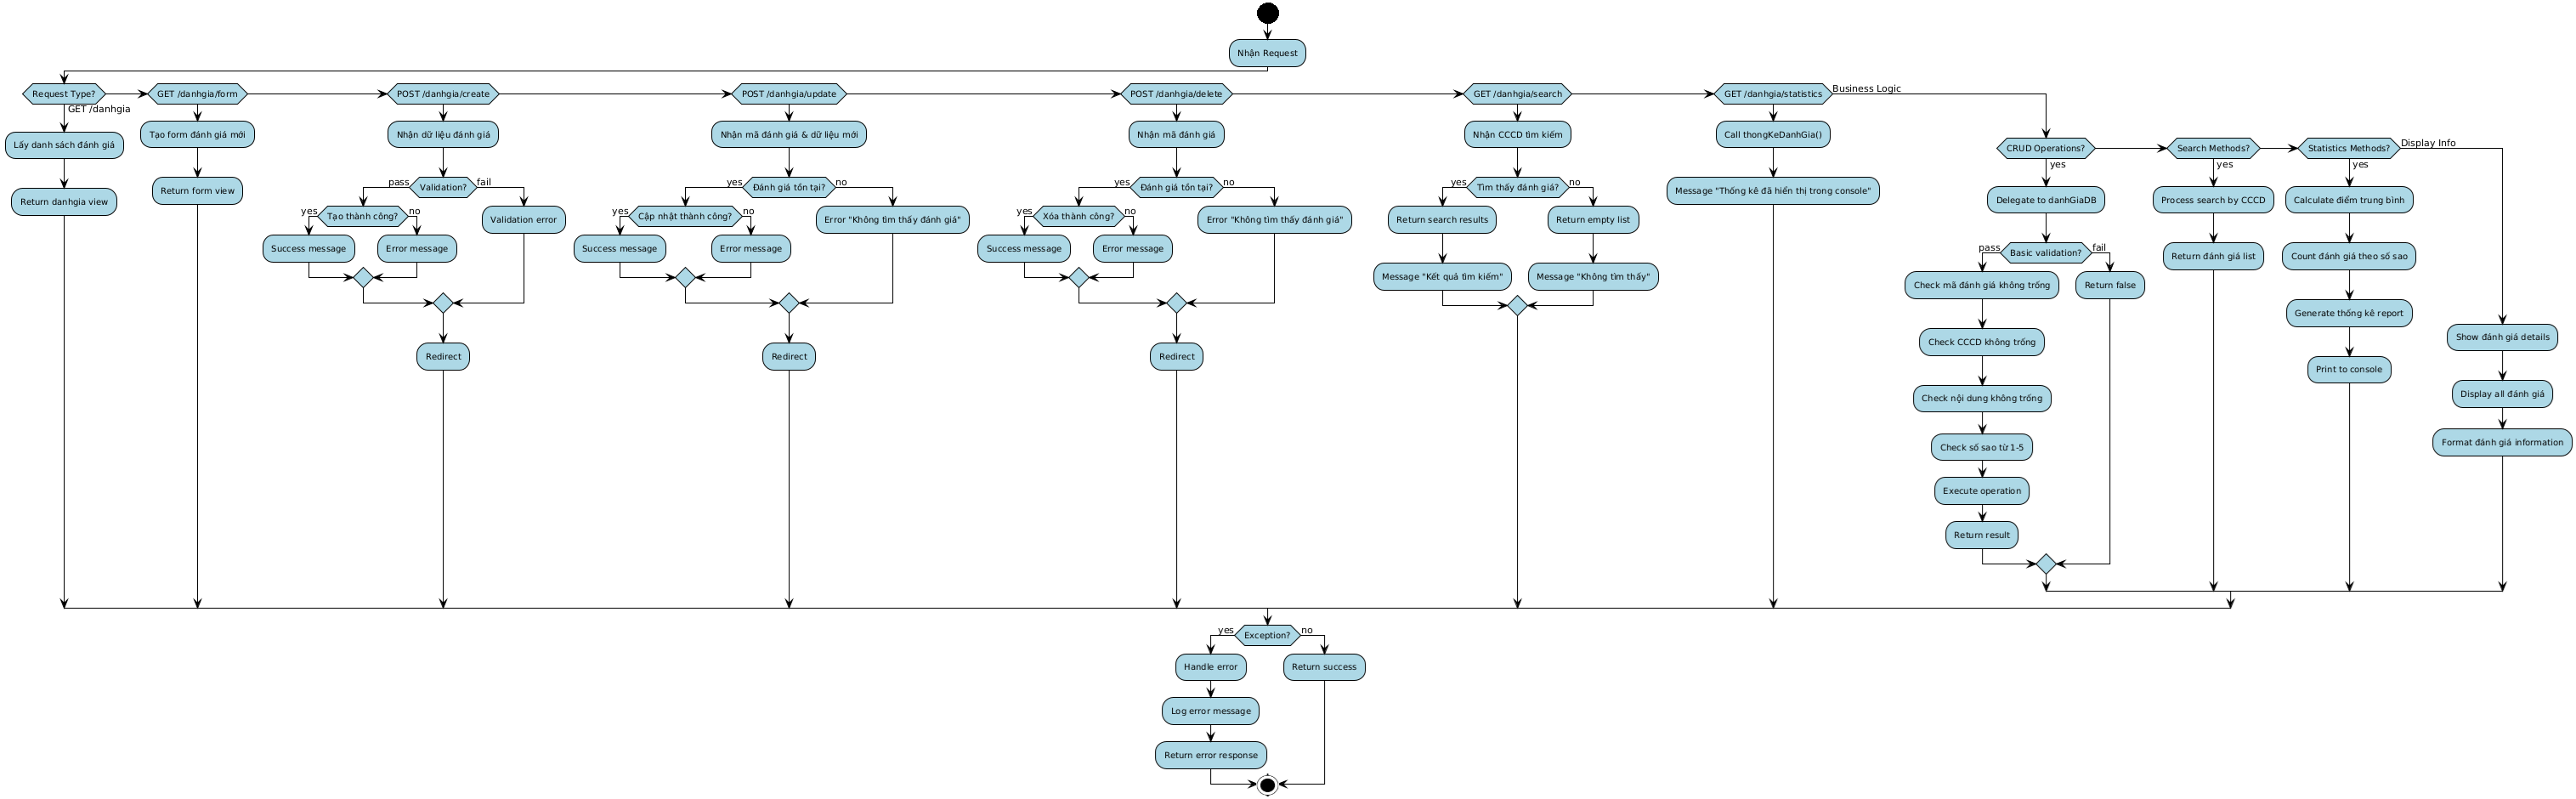 Nhận Request
Request Type?
GET /danhgia
Lấy danh sách đánh giá
Return danhgia view
GET /danhgia/form
Tạo form đánh giá mới
Return form view
POST /danhgia/create
Nhận dữ liệu đánh giá
Validation?
pass
fail
Tạo thành công?
yes
no
Success message
Error message
Validation error
Redirect
POST /danhgia/update
Nhận mã đánh giá & dữ liệu mới
Đánh giá tồn tại?
yes
no
Cập nhật thành công?
yes
no
Success message
Error message
Error "Không tìm thấy đánh giá"
Redirect
POST /danhgia/delete
Nhận mã đánh giá
Đánh giá tồn tại?
yes
no
Xóa thành công?
yes
no
Success message
Error message
Error "Không tìm thấy đánh giá"
Redirect
GET /danhgia/search
Nhận CCCD tìm kiếm
Tìm thấy đánh giá?
yes
no
Return search results
Message "Kết quả tìm kiếm"
Return empty list
Message "Không tìm thấy"
GET /danhgia/statistics
Call thongKeDanhGia()
Message "Thống kê đã hiển thị trong console"
Business Logic
CRUD Operations?
yes
Delegate to danhGiaDB
Basic validation?
pass
fail
Check mã đánh giá không trống
Check CCCD không trống
Check nội dung không trống
Check số sao từ 1-5
Execute operation
Return result
Return false
Search Methods?
yes
Process search by CCCD
Return đánh giá list
Statistics Methods?
yes
Calculate điểm trung bình
Count đánh giá theo số sao
Generate thống kê report
Print to console
Display Info
Show đánh giá details
Display all đánh giá
Format đánh giá information
Exception?
yes
no
Handle error
Log error message
Return error response
Return success